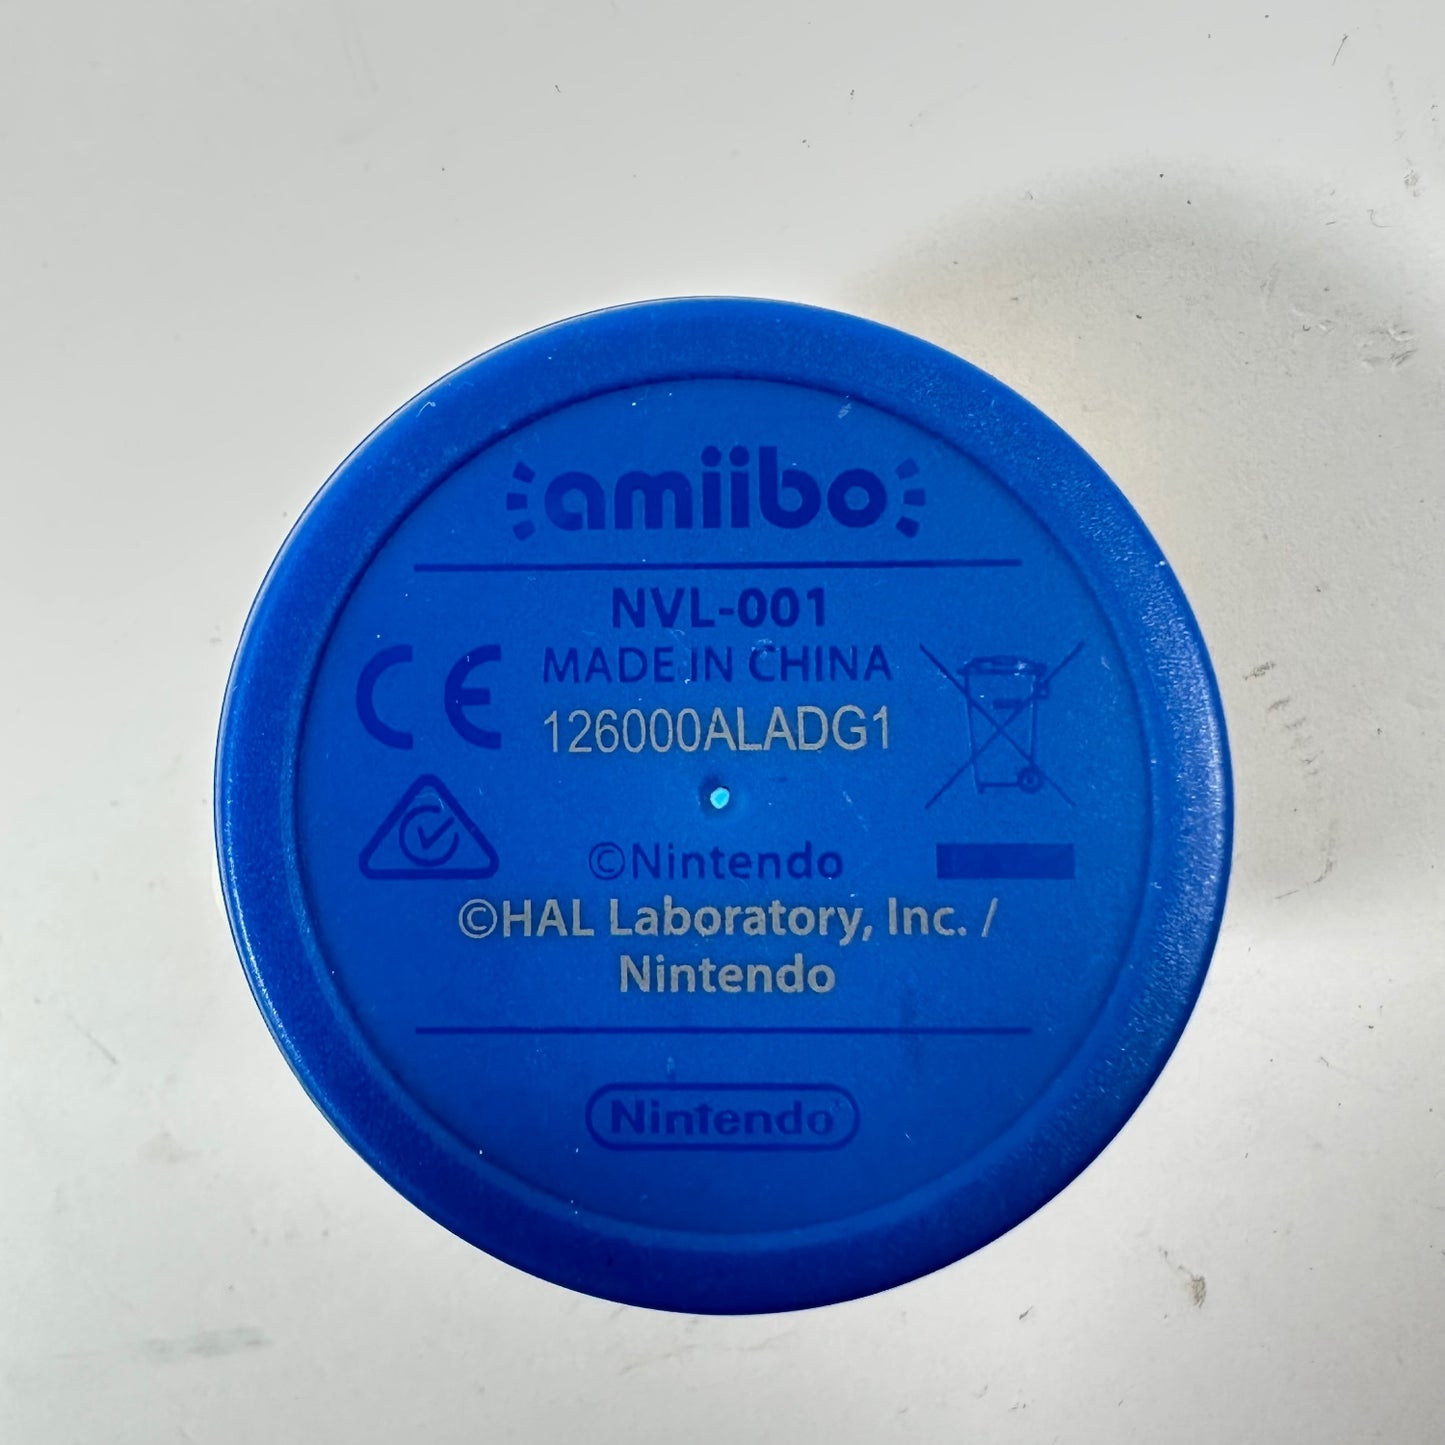 amiibo
NVL-001
MADE IN CHINA
CE
126000ALADG1
©Nintendo
©HAL Laboratory, Inc. /
Nintendo
Nintendo